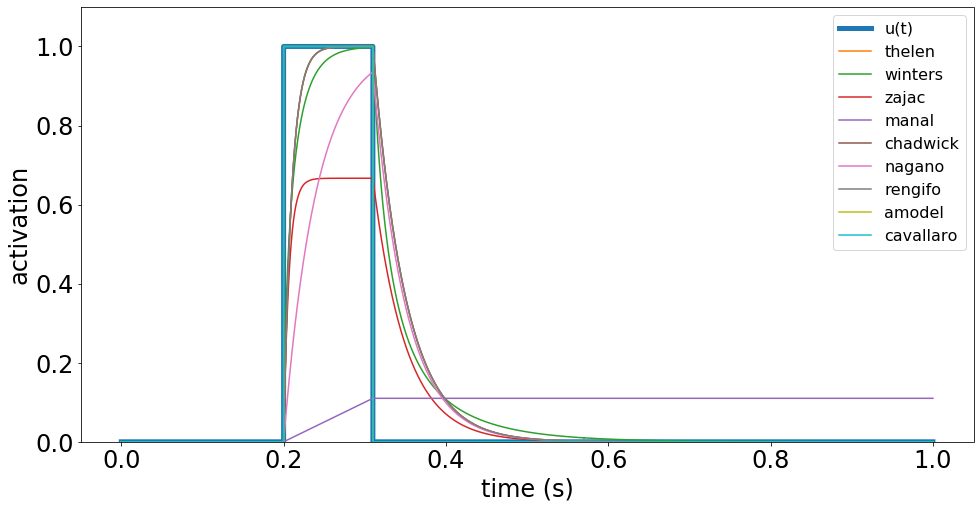 activation
1.0
0.8
0.6
0.4
0.2
0.0
0.0 0.2 0.4 0.6 0.8 1.0
time (s)
u(t)
thelen
winters
zajac
manal
chadwick
nagano
rengifo
amodel
cavallaro